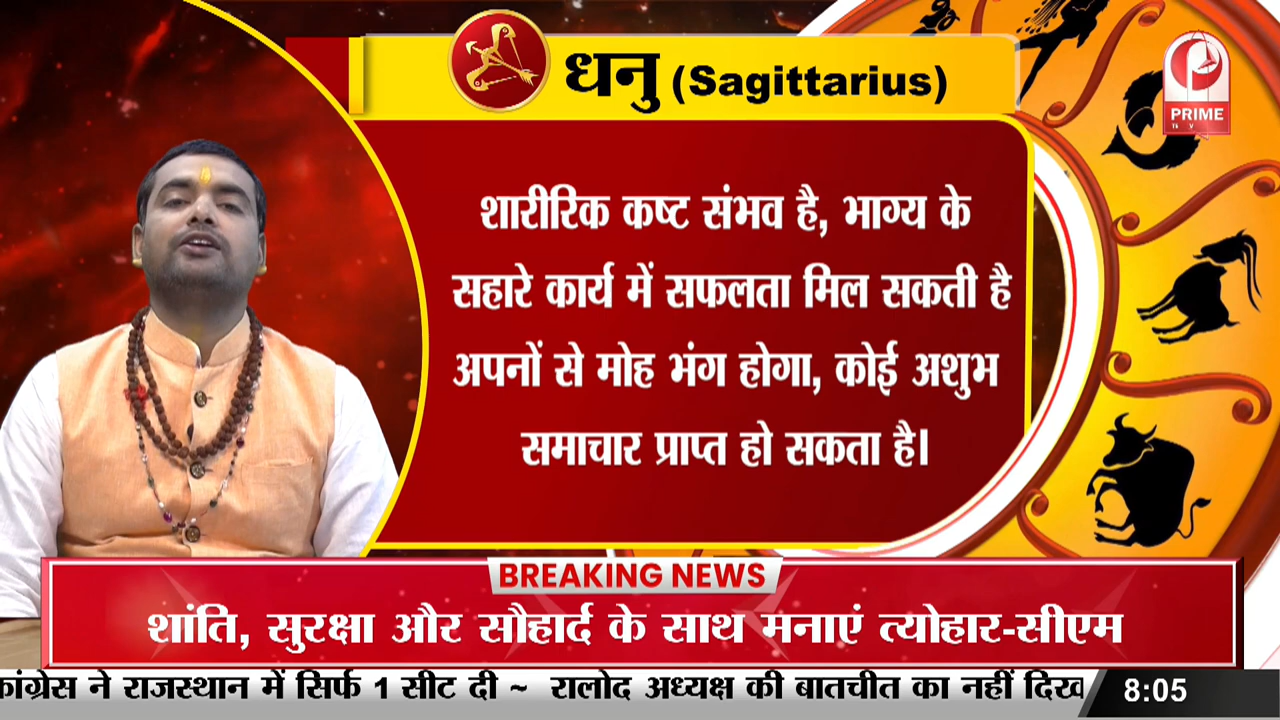 धनु (Sagittarius)
PRIME
TV
शारीरिक कष्ट संभव है, भाग्य के
सहारे कार्य में सफलता मिल सकती है
अपनों से मोह भंग होगा, कोई अशुभ
समाचार प्राप्त हो सकता है।
BREAKING NEWS
शांति, सुरक्षा और सौहार्द के साथ मनाएं त्योहार-सीएम
कांग्रेस ने राजस्थान में सिर्फ 1 सीट दी ~ रालोद अध्यक्ष की बातचीत का नहीं
8:05